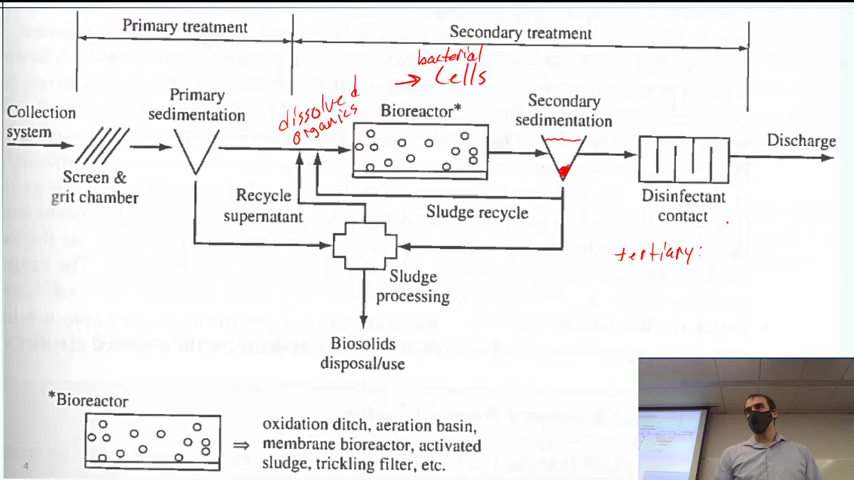 Primary treatment
Secondary treatment
bacterial
→ Cells
dissolved
organics
Collection
system
Primary
sedimentation
Bioreactor*
Secondary
sedimentation
Discharge
Screen &
grit chamber
Recycle
supernatant
Sludge recycle
Disinfectant
contact
tertiary:
Sludge
processing
Biosolids
disposal/use
*Bioreactor
⇒ oxidation ditch, aeration basin,
membrane bioreactor, activated
sludge, trickling filter, etc.
4